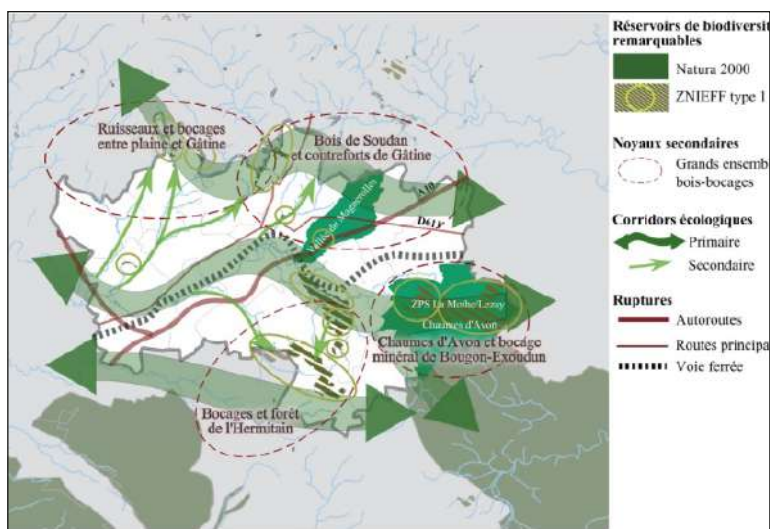 Ruisseaux et bocages
entre plaine et Gâtine
Bois de Soudan
et contreforts de Gâtine
A10
Vallée de Magnerolles
ZPS La Mothe/Lezay
Chaumes d'Avon
Chaumes d'Avon et bocage
minéral de Bougon-Exoudun
Bocages et forêt
de l'Hermitain
Réservoirs de biodiversit
remarquables
Natura 2000
ZNIEFF type 1
Noyaux secondaires
Grands ensemb
bois-bocages
Corridors écologiques
Primaire
Secondaire
Ruptures
Autoroutes
Routes principa
Voie ferrée